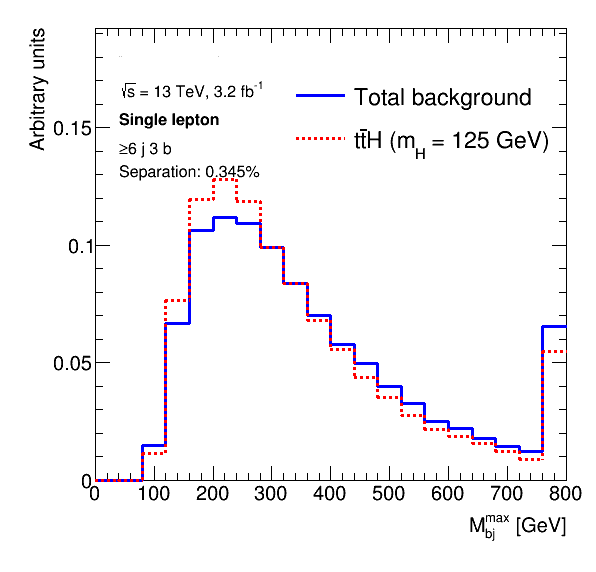 Arbitrary units
√s = 13 TeV, 3.2 fb⁻¹
Single lepton
≥6 j 3 b
Separation: 0.345%
Total background
tt̄H (m_H = 125 GeV)
0.15
0.1
0.05
0
0 100 200 300 400 500 600 700 800
M_bj^max [GeV]